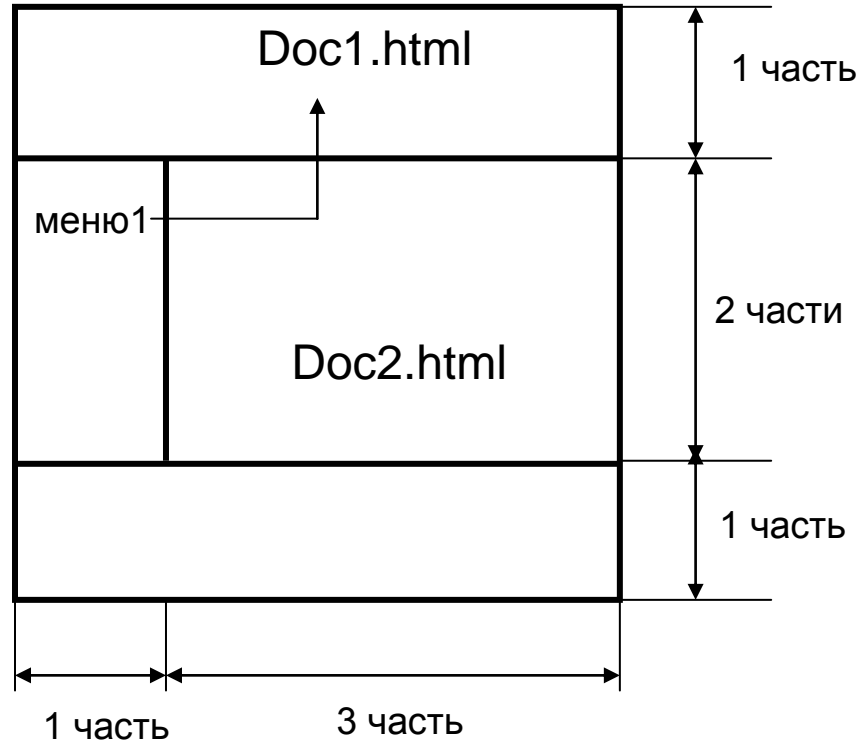 Doc1.html
1 часть
меню1
2 части
Doc2.html
1 часть
1 часть
3 часть